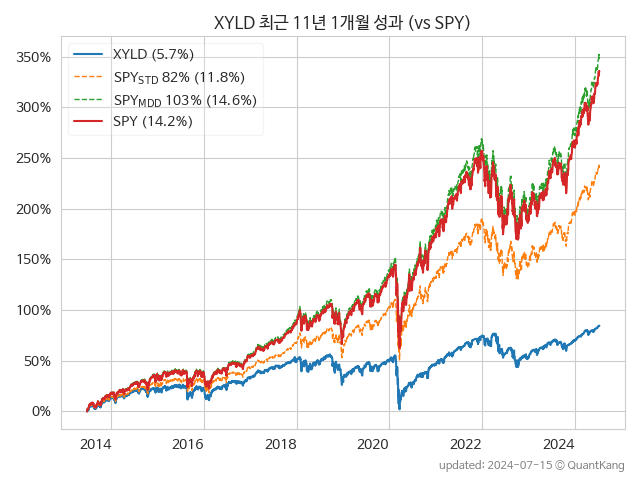 XYLD 최근 11년 1개월 성과 (vs SPY)
XYLD (5.7%)
SPY_STD 82% (11.8%)
SPY_MDD 103% (14.6%)
SPY (14.2%)
350%
300%
250%
200%
150%
100%
50%
0%
2014 2016 2018 2020 2022 2024
updated: 2024-07-15 © QuantKang